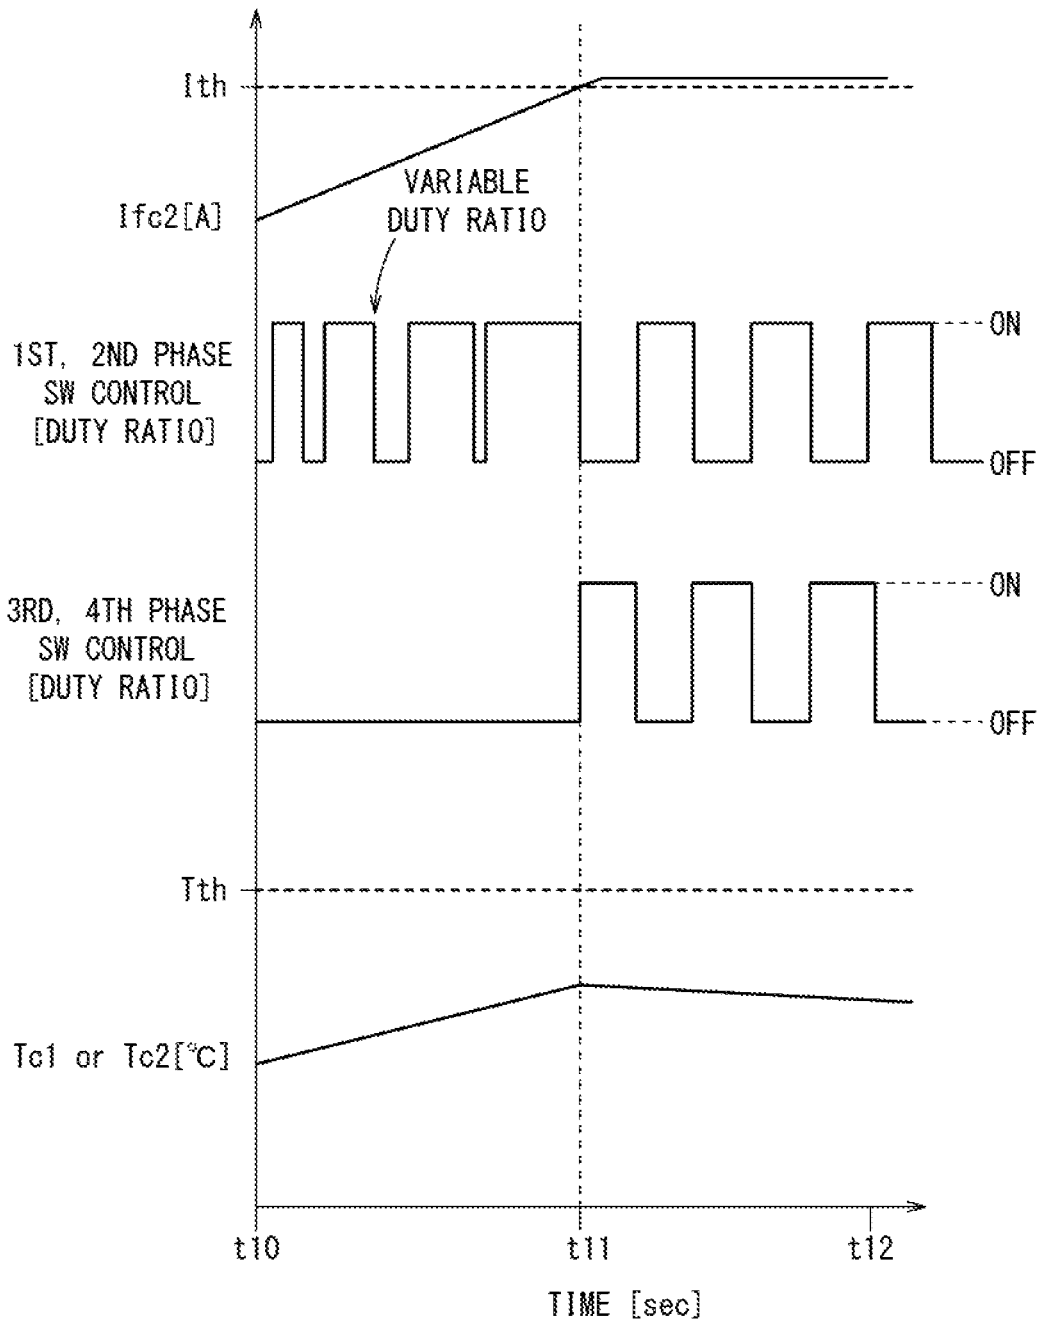 Ith
Ifc2[A]
VARIABLE
DUTY RATIO
1ST, 2ND PHASE
SW CONTROL
[DUTY RATIO]
ON
OFF
3RD, 4TH PHASE
SW CONTROL
[DUTY RATIO]
ON
OFF
Tth
Tc1 or Tc2[℃]
t10
t11
t12
TIME [sec]